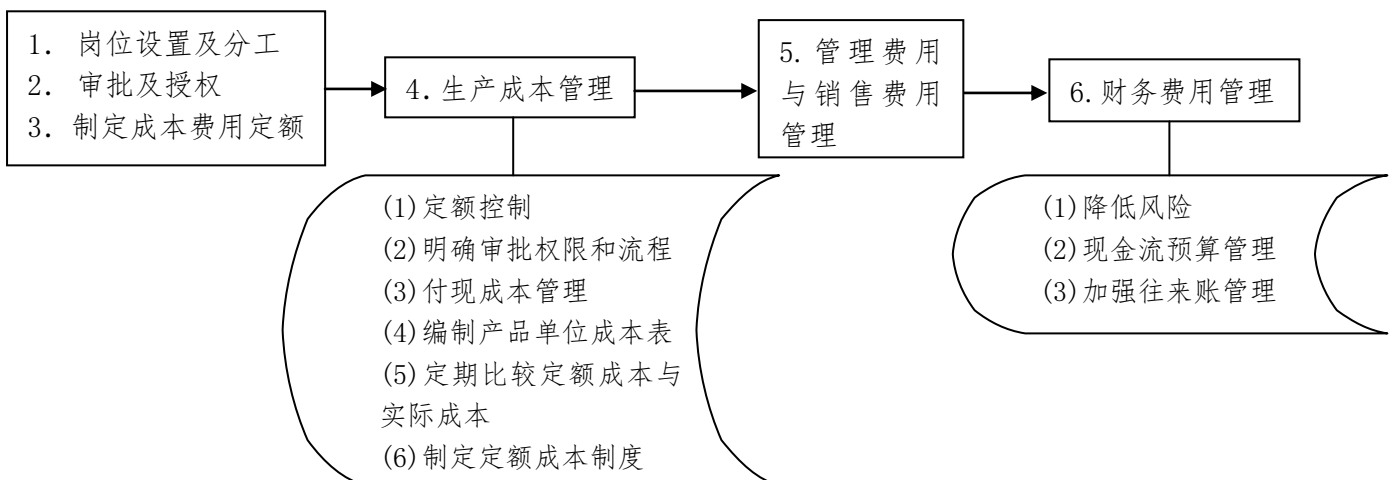 1. 岗位设置及分工
2. 审批及授权
3. 制定成本费用定额
4.生产成本管理
5.管理费用
与销售费用
管理
6.财务费用管理
(1)定额控制
(2)明确审批权限和流程
(3)付现成本管理
(4)编制产品单位成本表
(5)定期比较定额成本与
实际成本
(6)制定定额成本制度
(1)降低风险
(2)现金流预算管理
(3)加强往来账管理